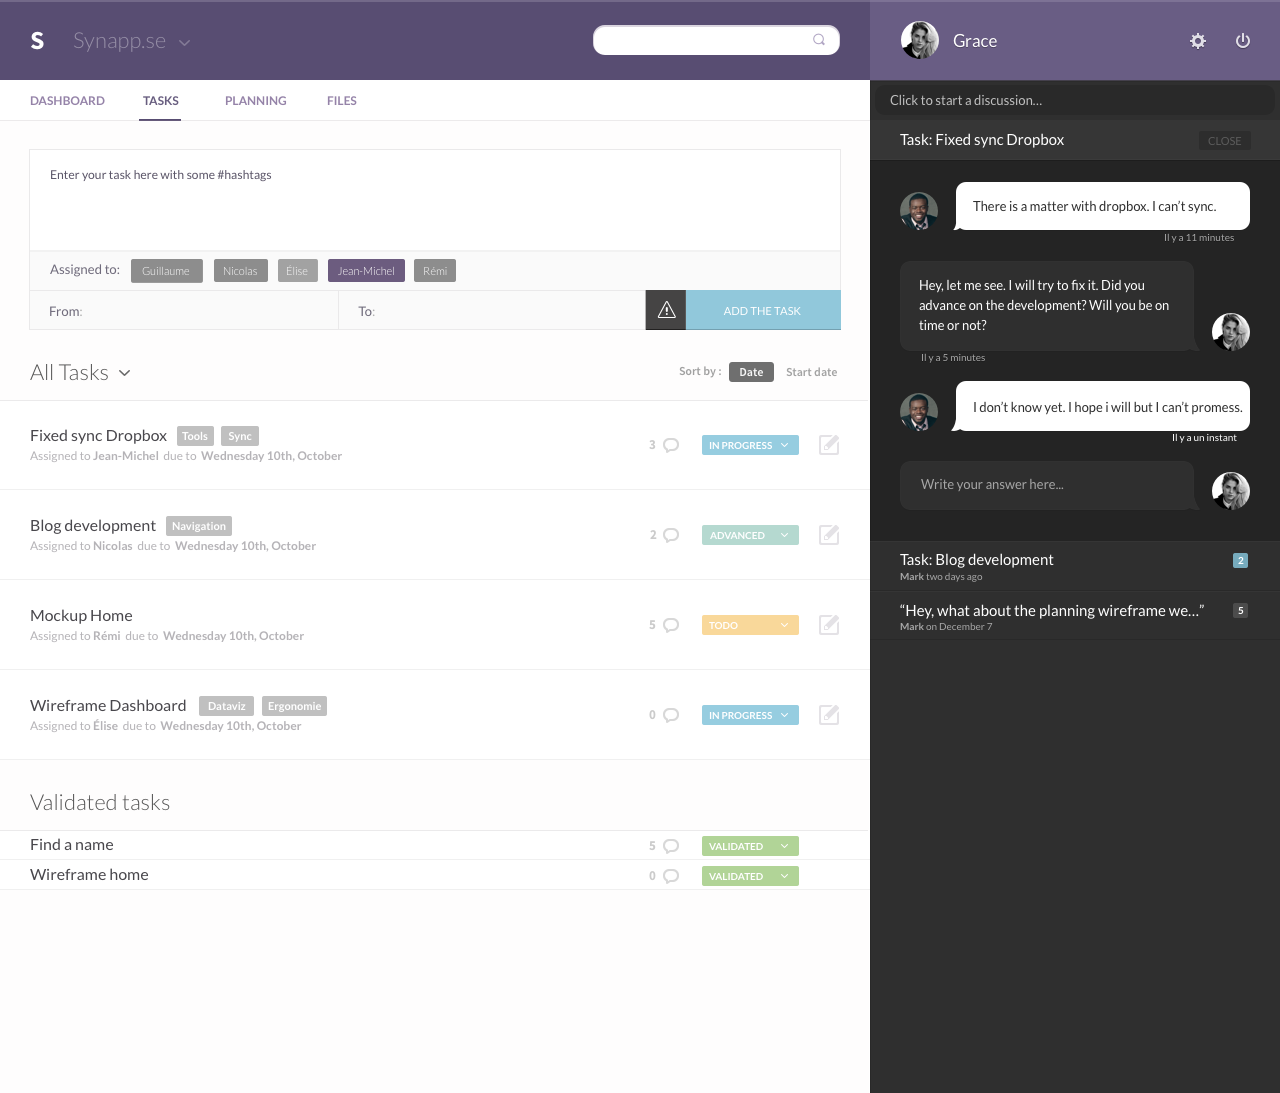 S Synapp.se
Grace
DASHBOARD TASKS PLANNING FILES
Enter your task here with some #hashtags
Assigned to: Guillaume Nicolas Élise Jean-Michel Rémi
From: To: ADD THE TASK
All Tasks Sort by : Date Start date
Fixed sync Dropbox Tools Sync
Assigned to Jean-Michel due to Wednesday 10th, October
3 IN PROGRESS
Blog development Navigation
Assigned to Nicolas due to Wednesday 10th, October
2 ADVANCED
Mockup Home
Assigned to Rémi due to Wednesday 10th, October
5 TODO
Wireframe Dashboard Dataviz Ergonomie
Assigned to Élise due to Wednesday 10th, October
0 IN PROGRESS
Validated tasks
Find a name 5 VALIDATED
Wireframe home 0 VALIDATED
Click to start a discussion...
Task: Fixed sync Dropbox CLOSE
There is a matter with dropbox. I can't sync.
Il y a 11 minutes
Hey, let me see. I will try to fix it. Did you
advance on the development? Will you be on
time or not?
Il y a 5 minutes
I don't know yet. I hope i will but I can't promess.
Il y a un instant
Write your answer here...
Task: Blog development 2
Mark two days ago
“Hey, what about the planning wireframe we...” 5
Mark on December 7